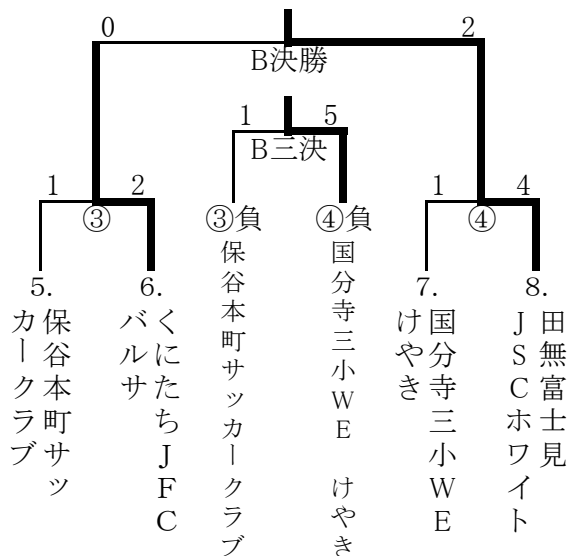 0 2
B決勝
1 5
B三決
1 2 1 4
③ ③負 ④負 ④
5. 6. 7. 8.
保谷本町サッ
カークラブ
くにたちJFC
バルサ
保谷本町サッカークラブ
国分寺三小WE けやき
国分寺三小WE
けやき
田無富士見
JSCホワイト